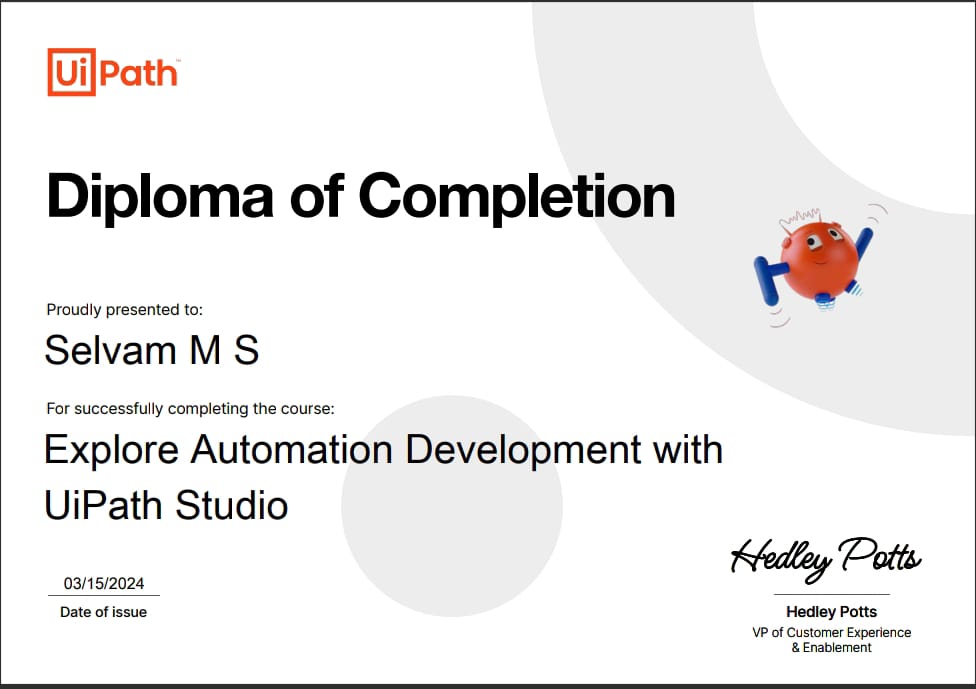 UiPath™
Diploma of Completion
Proudly presented to:
Selvam M S
For successfully completing the course:
Explore Automation Development with
UiPath Studio
03/15/2024
Date of issue
Hedley Potts
Hedley Potts
VP of Customer Experience
& Enablement